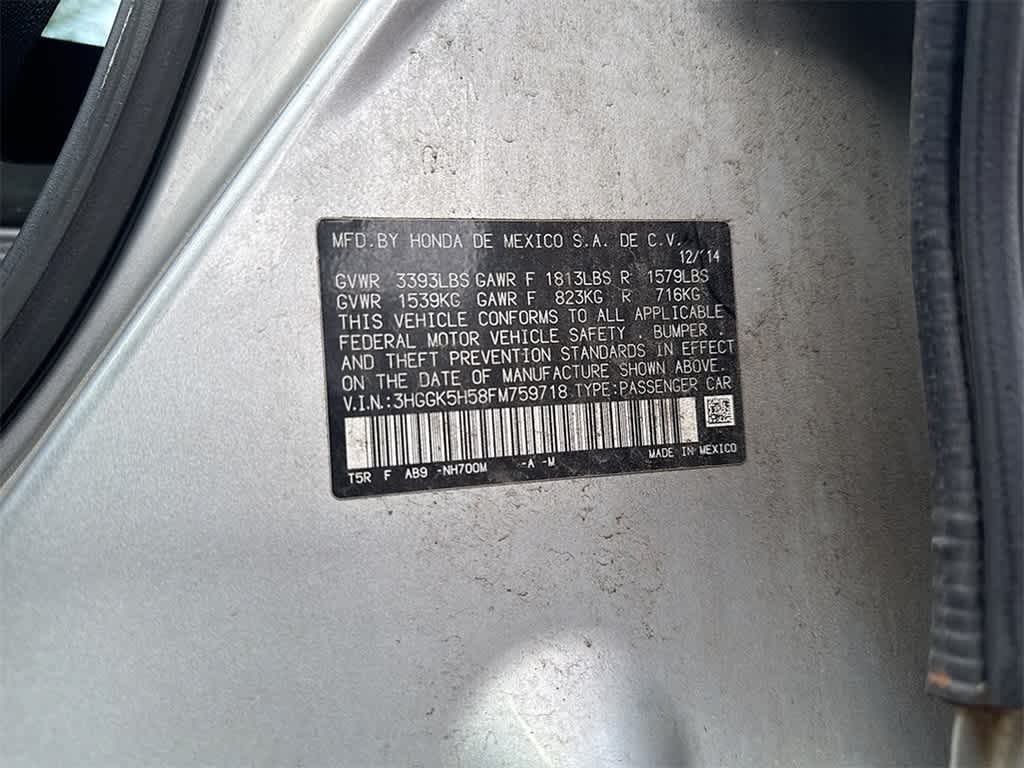 MFD.BY HONDA DE MEXICO S.A. DE C.V.
12/'14
GVWR 3393LBS GAWR F 1813LBS R 1579LBS
GVWR 1539KG GAWR F 823KG R 716KG
THIS VEHICLE CONFORMS TO ALL APPLICABLE
FEDERAL MOTOR VEHICLE SAFETY , BUMPER ,
AND THEFT PREVENTION STANDARDS IN EFFECT
ON THE DATE OF MANUFACTURE SHOWN ABOVE.
V.I.N.:3HGGK5H58FM759718 TYPE:PASSENGER CAR
T5R F AB9 -NH700M -A -M MADE IN MEXICO